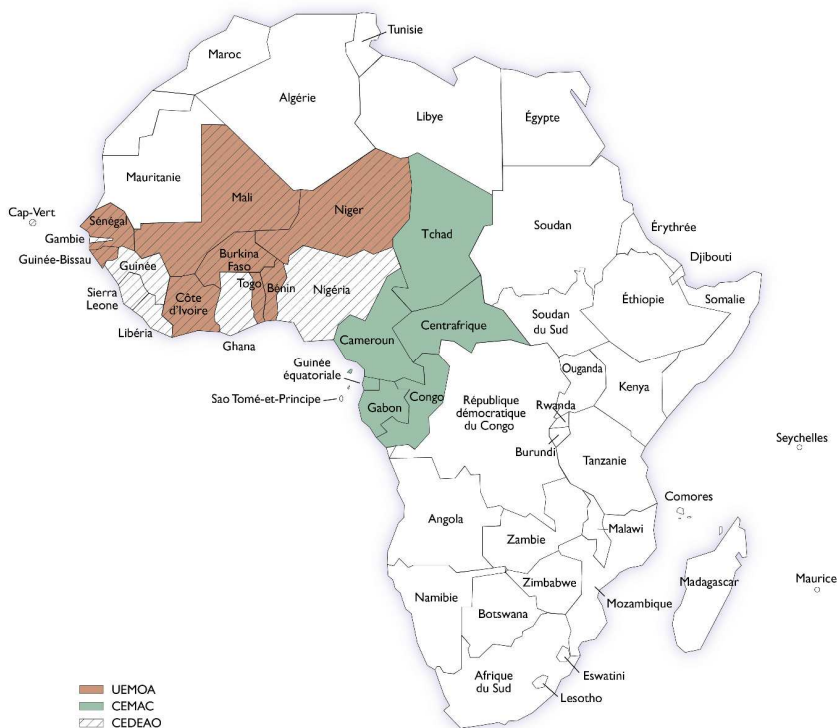 Tunisie
Maroc
Algérie
Libye
Égypte
Mauritanie
Mali
Niger
Cap-Vert
Sénégal
Tchad
Soudan
Érythrée
Gambie
Guinée-Bissau
Guinée
Burkina
Faso
Djibouti
Togo
Bénin
Nigéria
Sierra
Leone
Côte
d'Ivoire
Éthiopie
Somalie
Libéria
Ghana
Soudan
du Sud
Centrafrique
Cameroun
Guinée
équatoriale
Ouganda
Kenya
Sao Tomé-et-Principe
Gabon
Congo
République
démocratique
du Congo
Rwanda
Burundi
Seychelles
Tanzanie
Comores
Angola
Malawi
Zambie
Zimbabwe
Madagascar
Maurice
Namibie
Mozambique
Botswana
Afrique
du Sud
Eswatini
Lesotho
UEMOA
CEMAC
CEDEAO